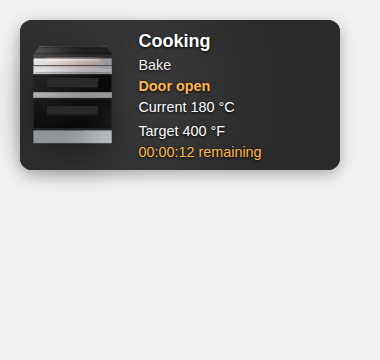 Cooking
Bake
Door open
Current 180 °C
Target 400 °F
00:00:12 remaining